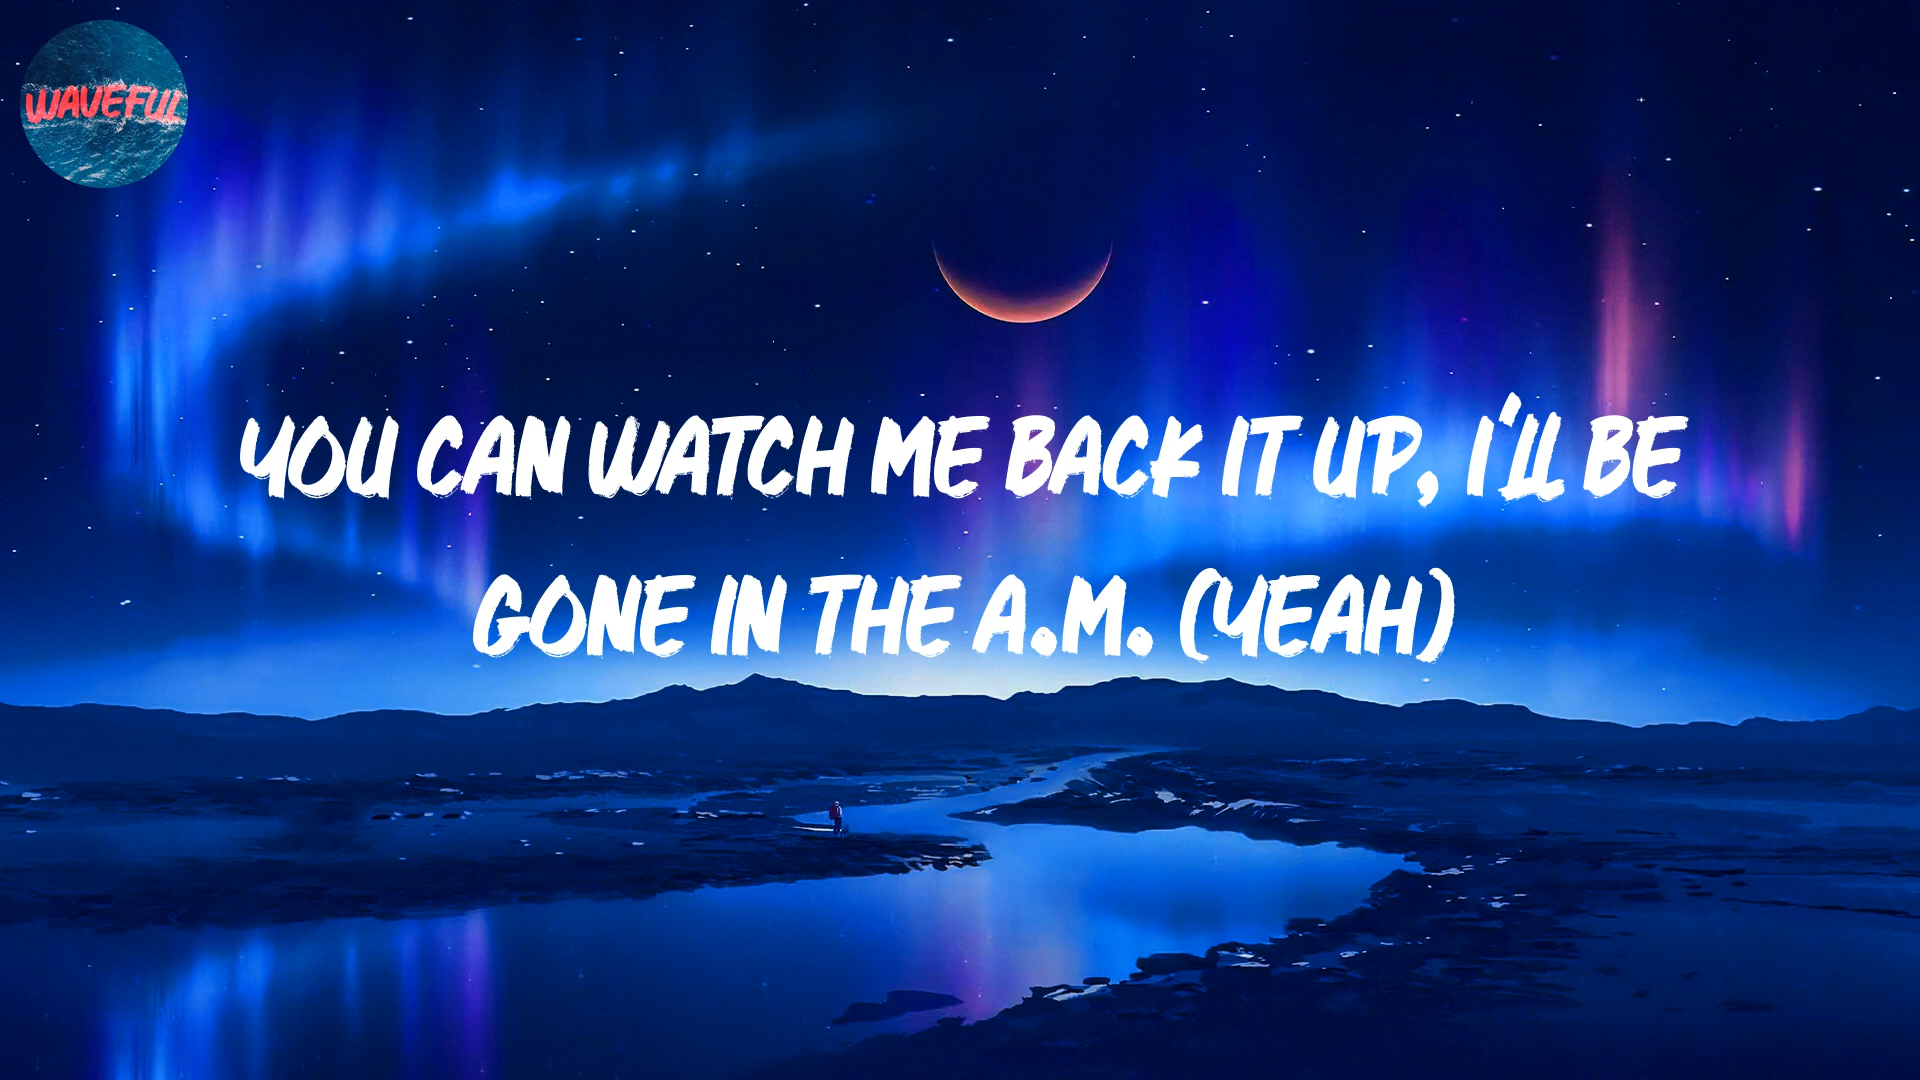 WAVEFUL
YOU CAN WATCH ME BACK IT UP, I'LL BE
GONE IN THE A.M. (YEAH)